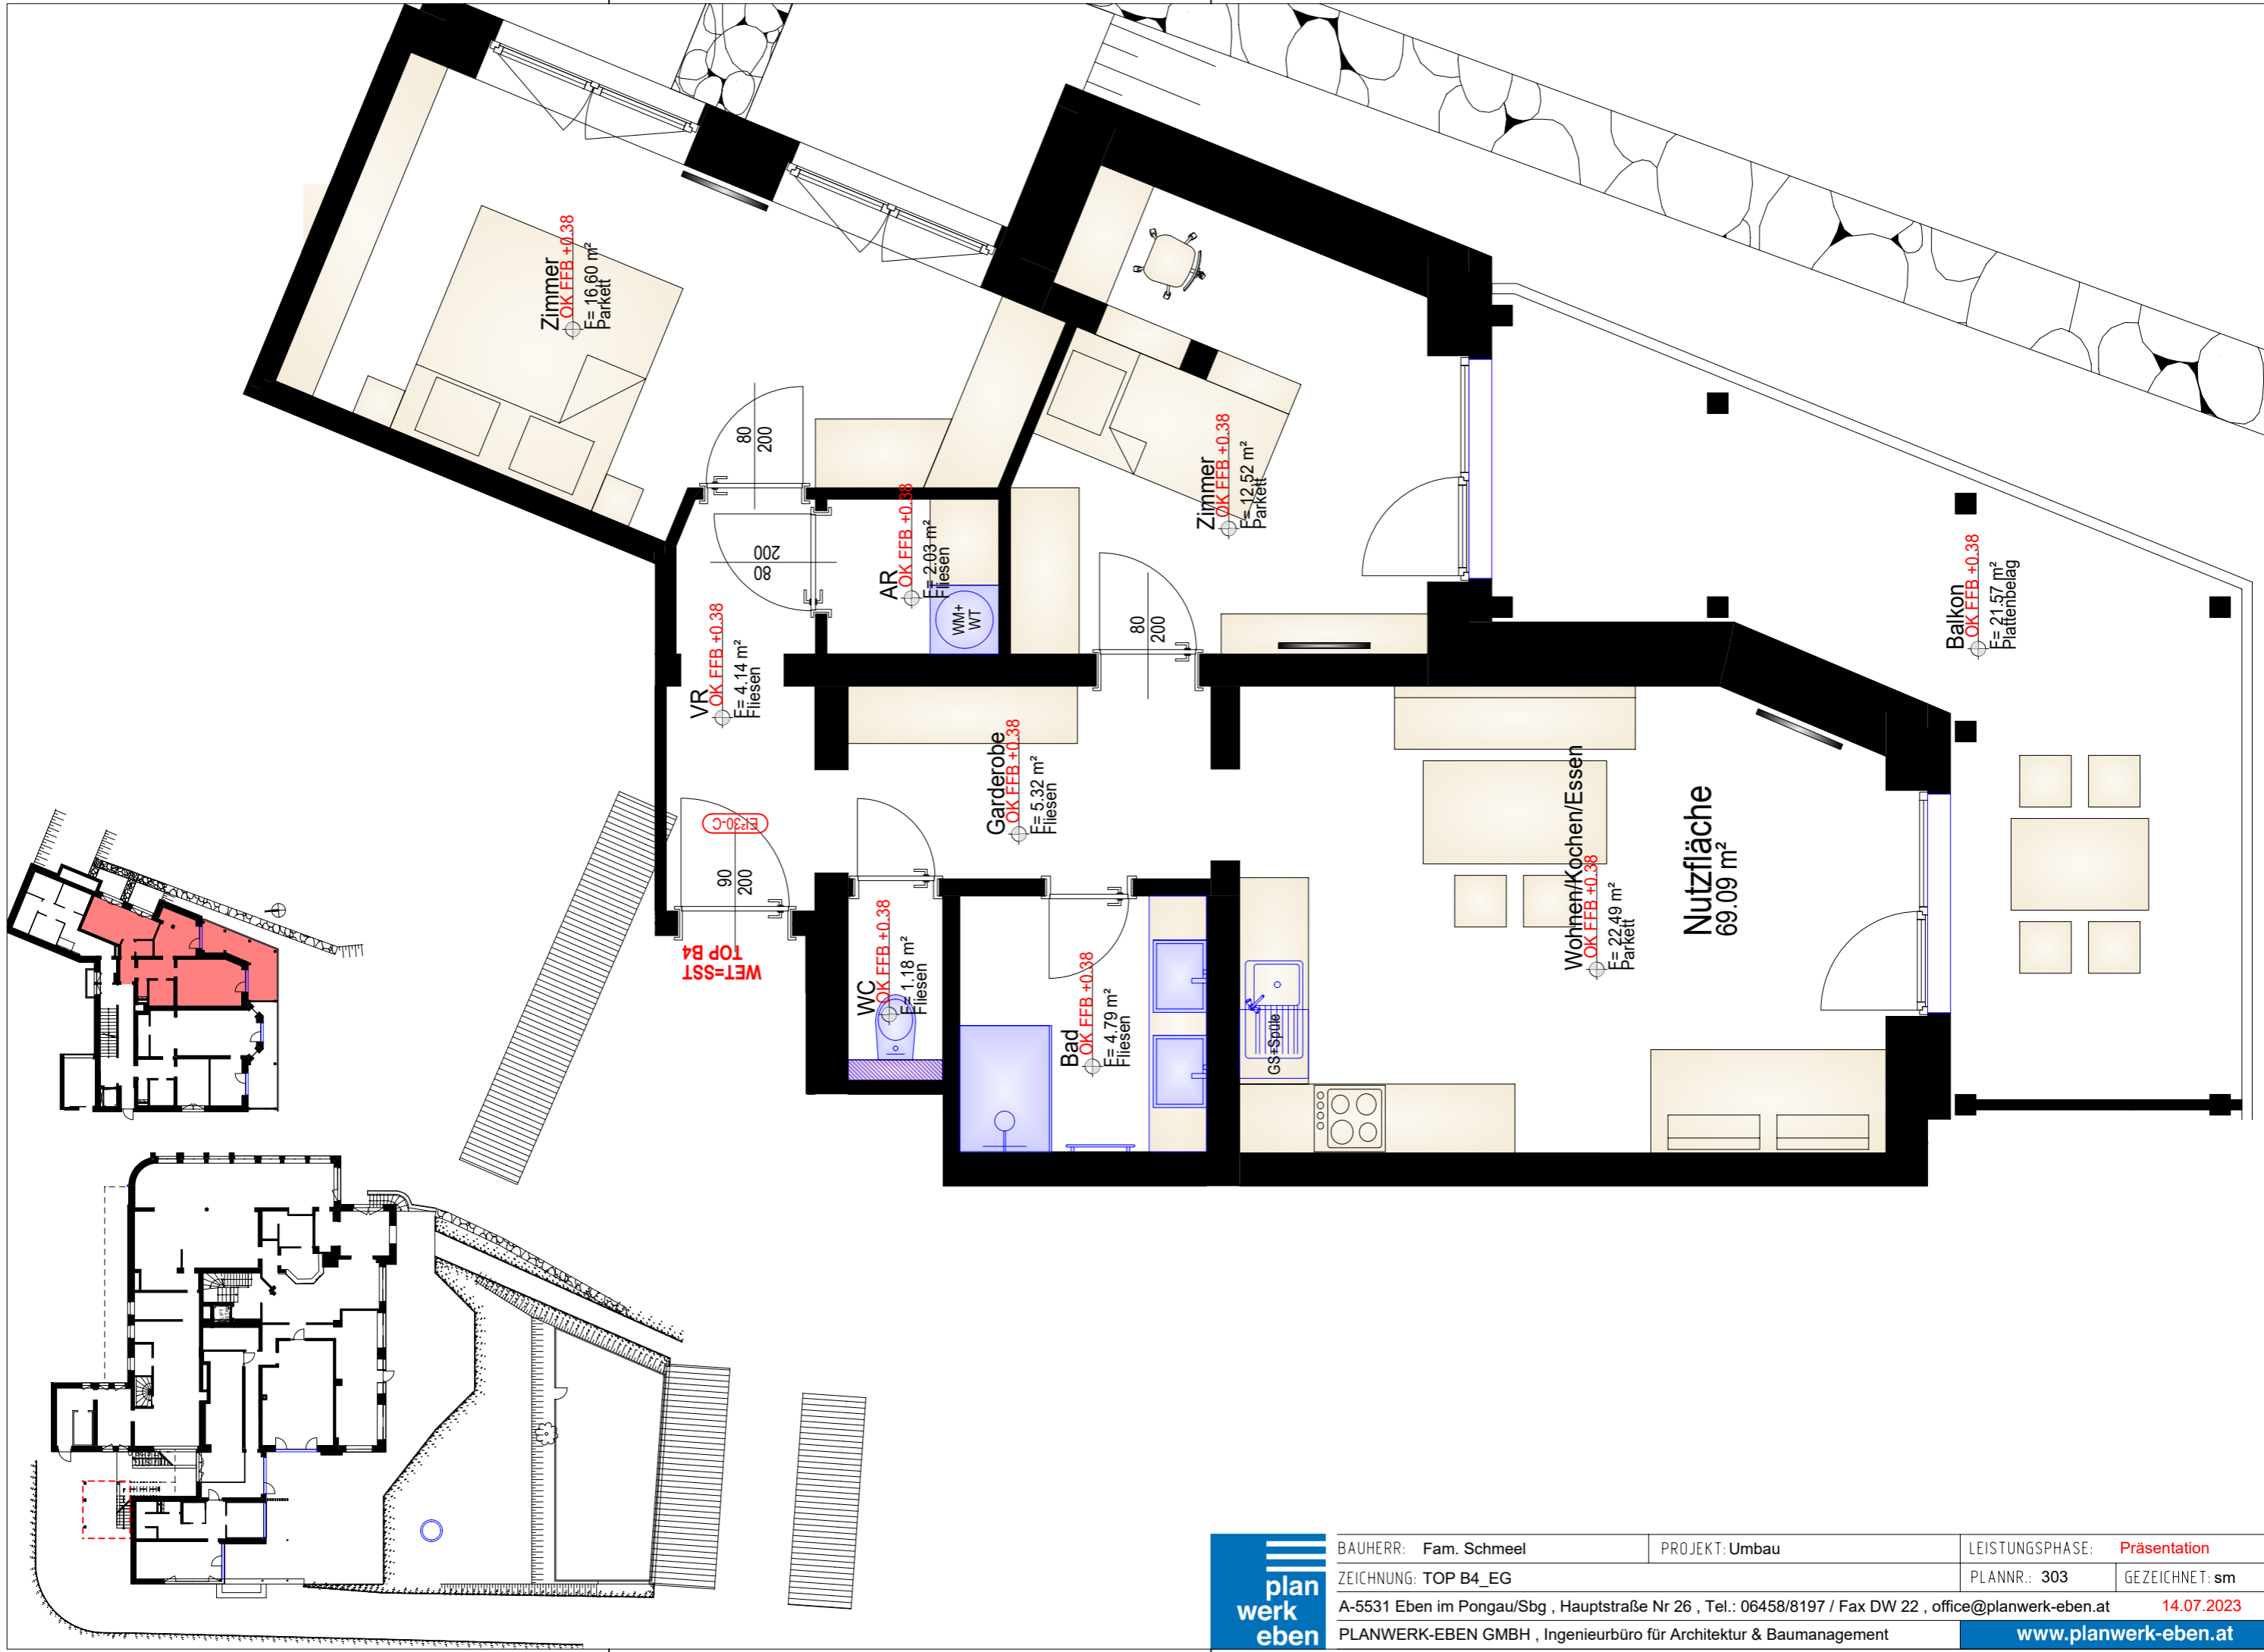 Zimmer
OK FFB +0.38
F= 16.60 m²
Parkett
80
200
80
200
AR
OK FFB +0.38
F= 2.03 m²
Fliesen
WM+
WT
Zimmer
OK FFB +0.38
F= 12.52 m²
Parkett
80
200
VR
OK FFB +0.38
F= 4.14 m²
Fliesen
Garderobe
OK FFB +0.38
F= 5.32 m²
Fliesen
EI²30-C
90
200
WET=SST
TOP B4
WC
OK FFB +0.38
F= 1.18 m²
Fliesen
Bad
OK FFB +0.38
F= 4.79 m²
Fliesen
GS+Spüle
Wohnen/Kochen/Essen
OK FFB +0.38
F= 22.49 m²
Parkett
Nutzfläche
69.09 m²
Balkon
OK FFB +0.38
F= 21.57 m²
Plattenbelag
plan
werk
eben
BAUHERR: Fam. Schmeel
PROJEKT: Umbau
LEISTUNGSPHASE: Präsentation
ZEICHNUNG: TOP B4_EG
PLANNR.: 303
GEZEICHNET: sm
A-5531 Eben im Pongau/Sbg , Hauptstraße Nr 26 , Tel.: 06458/8197 / Fax DW 22 , office@planwerk-eben.at
14.07.2023
PLANWERK-EBEN GMBH , Ingenieurbüro für Architektur & Baumanagement
www.planwerk-eben.at